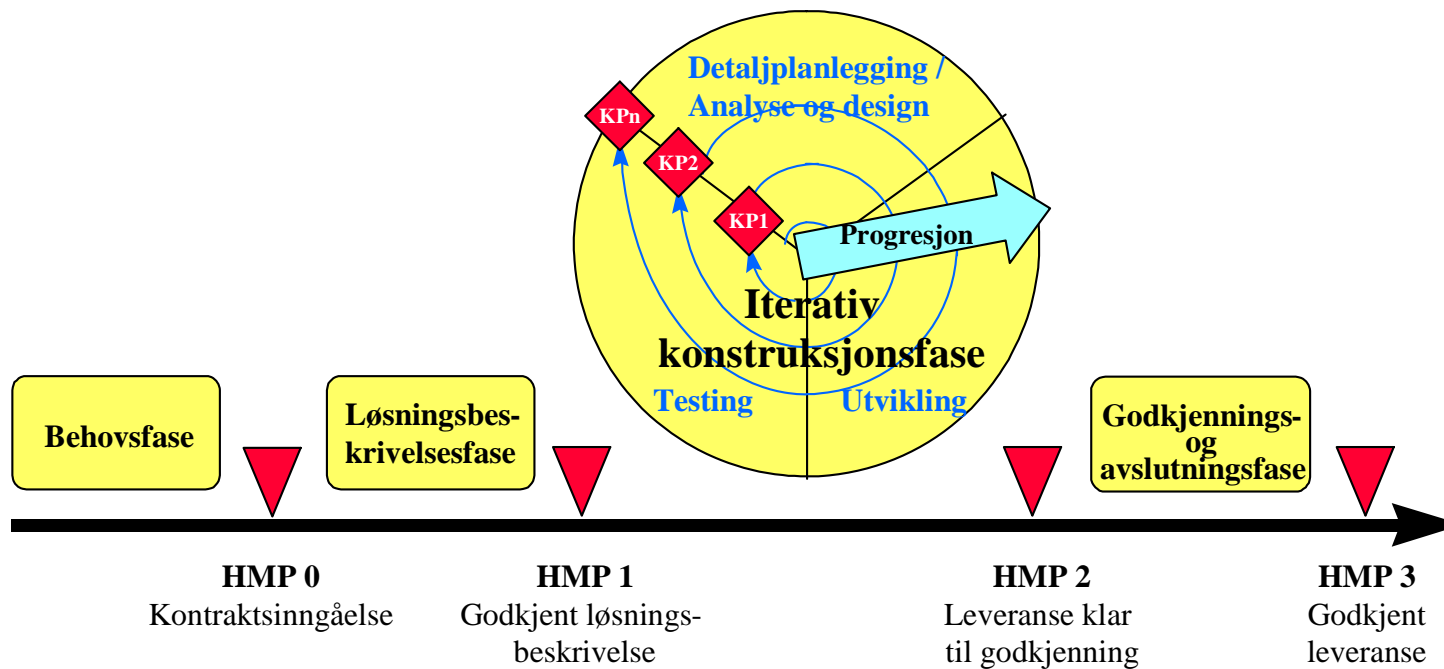 Detaljplanlegging /
Analyse og design
KPn
KP2
KP1
Progresjon
Iterativ
konstruksjonsfase
Testing
Utvikling
Behovsfase
Løsningsbes-
krivelsesfase
Godkjennings-
og
avslutningsfase
HMP 0
Kontraktsinngåelse
HMP 1
Godkjent løsnings-
beskrivelse
HMP 2
Leveranse klar
til godkjenning
HMP 3
Godkjent
leveranse